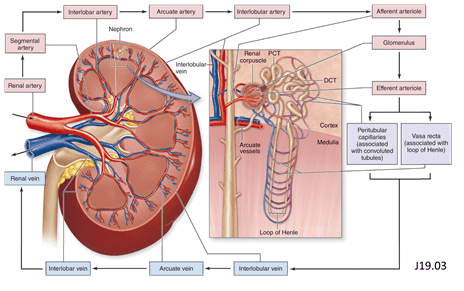 Interlobar artery
Arcuate artery
Interlobular artery
Afferent arteriole
Segmental
artery
Nephron
Interlobular
vein
Renal
corpuscle
PCT
DCT
Glomerulus
Renal artery
Efferent arteriole
Cortex
Medulla
Arcuate
vessels
Peritubular
capillaries
(associated
with convoluted
tubules)
Vasa recta
(associated with
loop of Henle)
Renal vein
Loop of Henle
Interlobar vein
Arcuate vein
Interlobular vein
J19.03